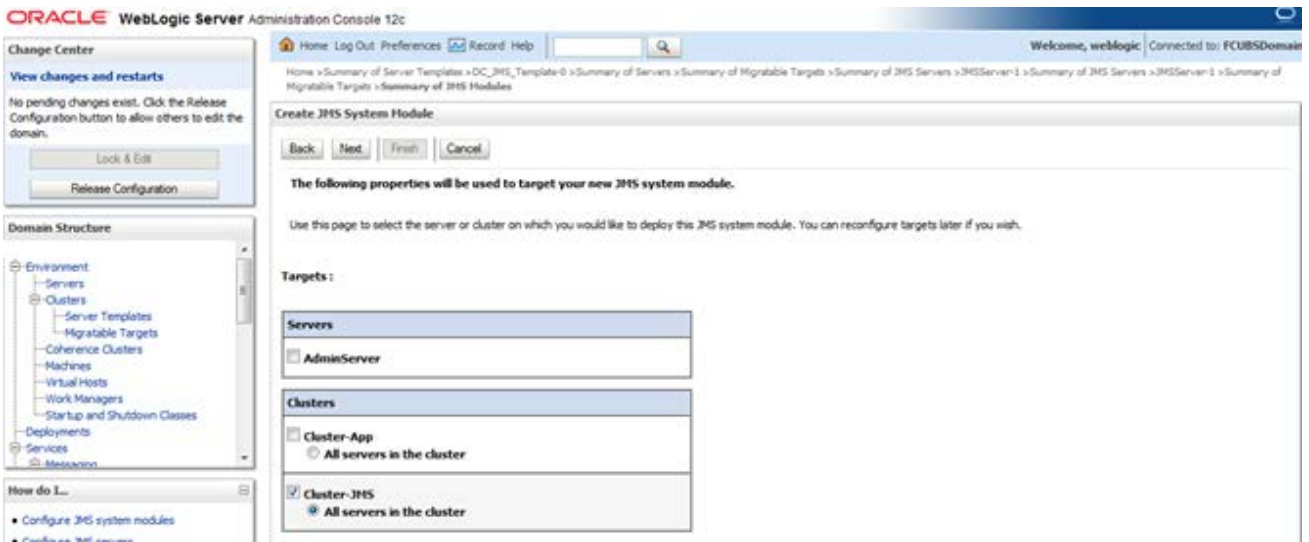 ORACLE WebLogic Server Administration Console 12c
Change Center
View changes and restarts
No pending changes exist. Click the Release
Configuration button to allow others to edit the
domain.
Lock & Edit
Release Configuration
Domain Structure
Environment
Servers
Clusters
Server Templates
Migratable Targets
Coherence Clusters
Machines
Virtual Hosts
Work Managers
Startup and Shutdown Classes
Deployments
Services
Messaging
How do I...
Configure JMS system modules
Configure JMS servers
Home Log Out Preferences Record Help
Welcome, weblogic Connected to: FCUBSDomain
Home >Summary of Server Templates >DC_JMS_Template-0 >Summary of Servers >Summary of Migratable Targets >Summary of JMS Servers >JMSServer-1 >Summary of JMS Servers >JMSServer-1 >Summary of
Migratable Targets >Summary of JMS Modules
Create JMS System Module
Back Next Finish Cancel
The following properties will be used to target your new JMS system module.
Use this page to select the server or cluster on which you would like to deploy this JMS system module. You can reconfigure targets later if you wish.
Targets :
Servers
AdminServer
Clusters
Cluster-App
All servers in the cluster
Cluster-JMS
All servers in the cluster